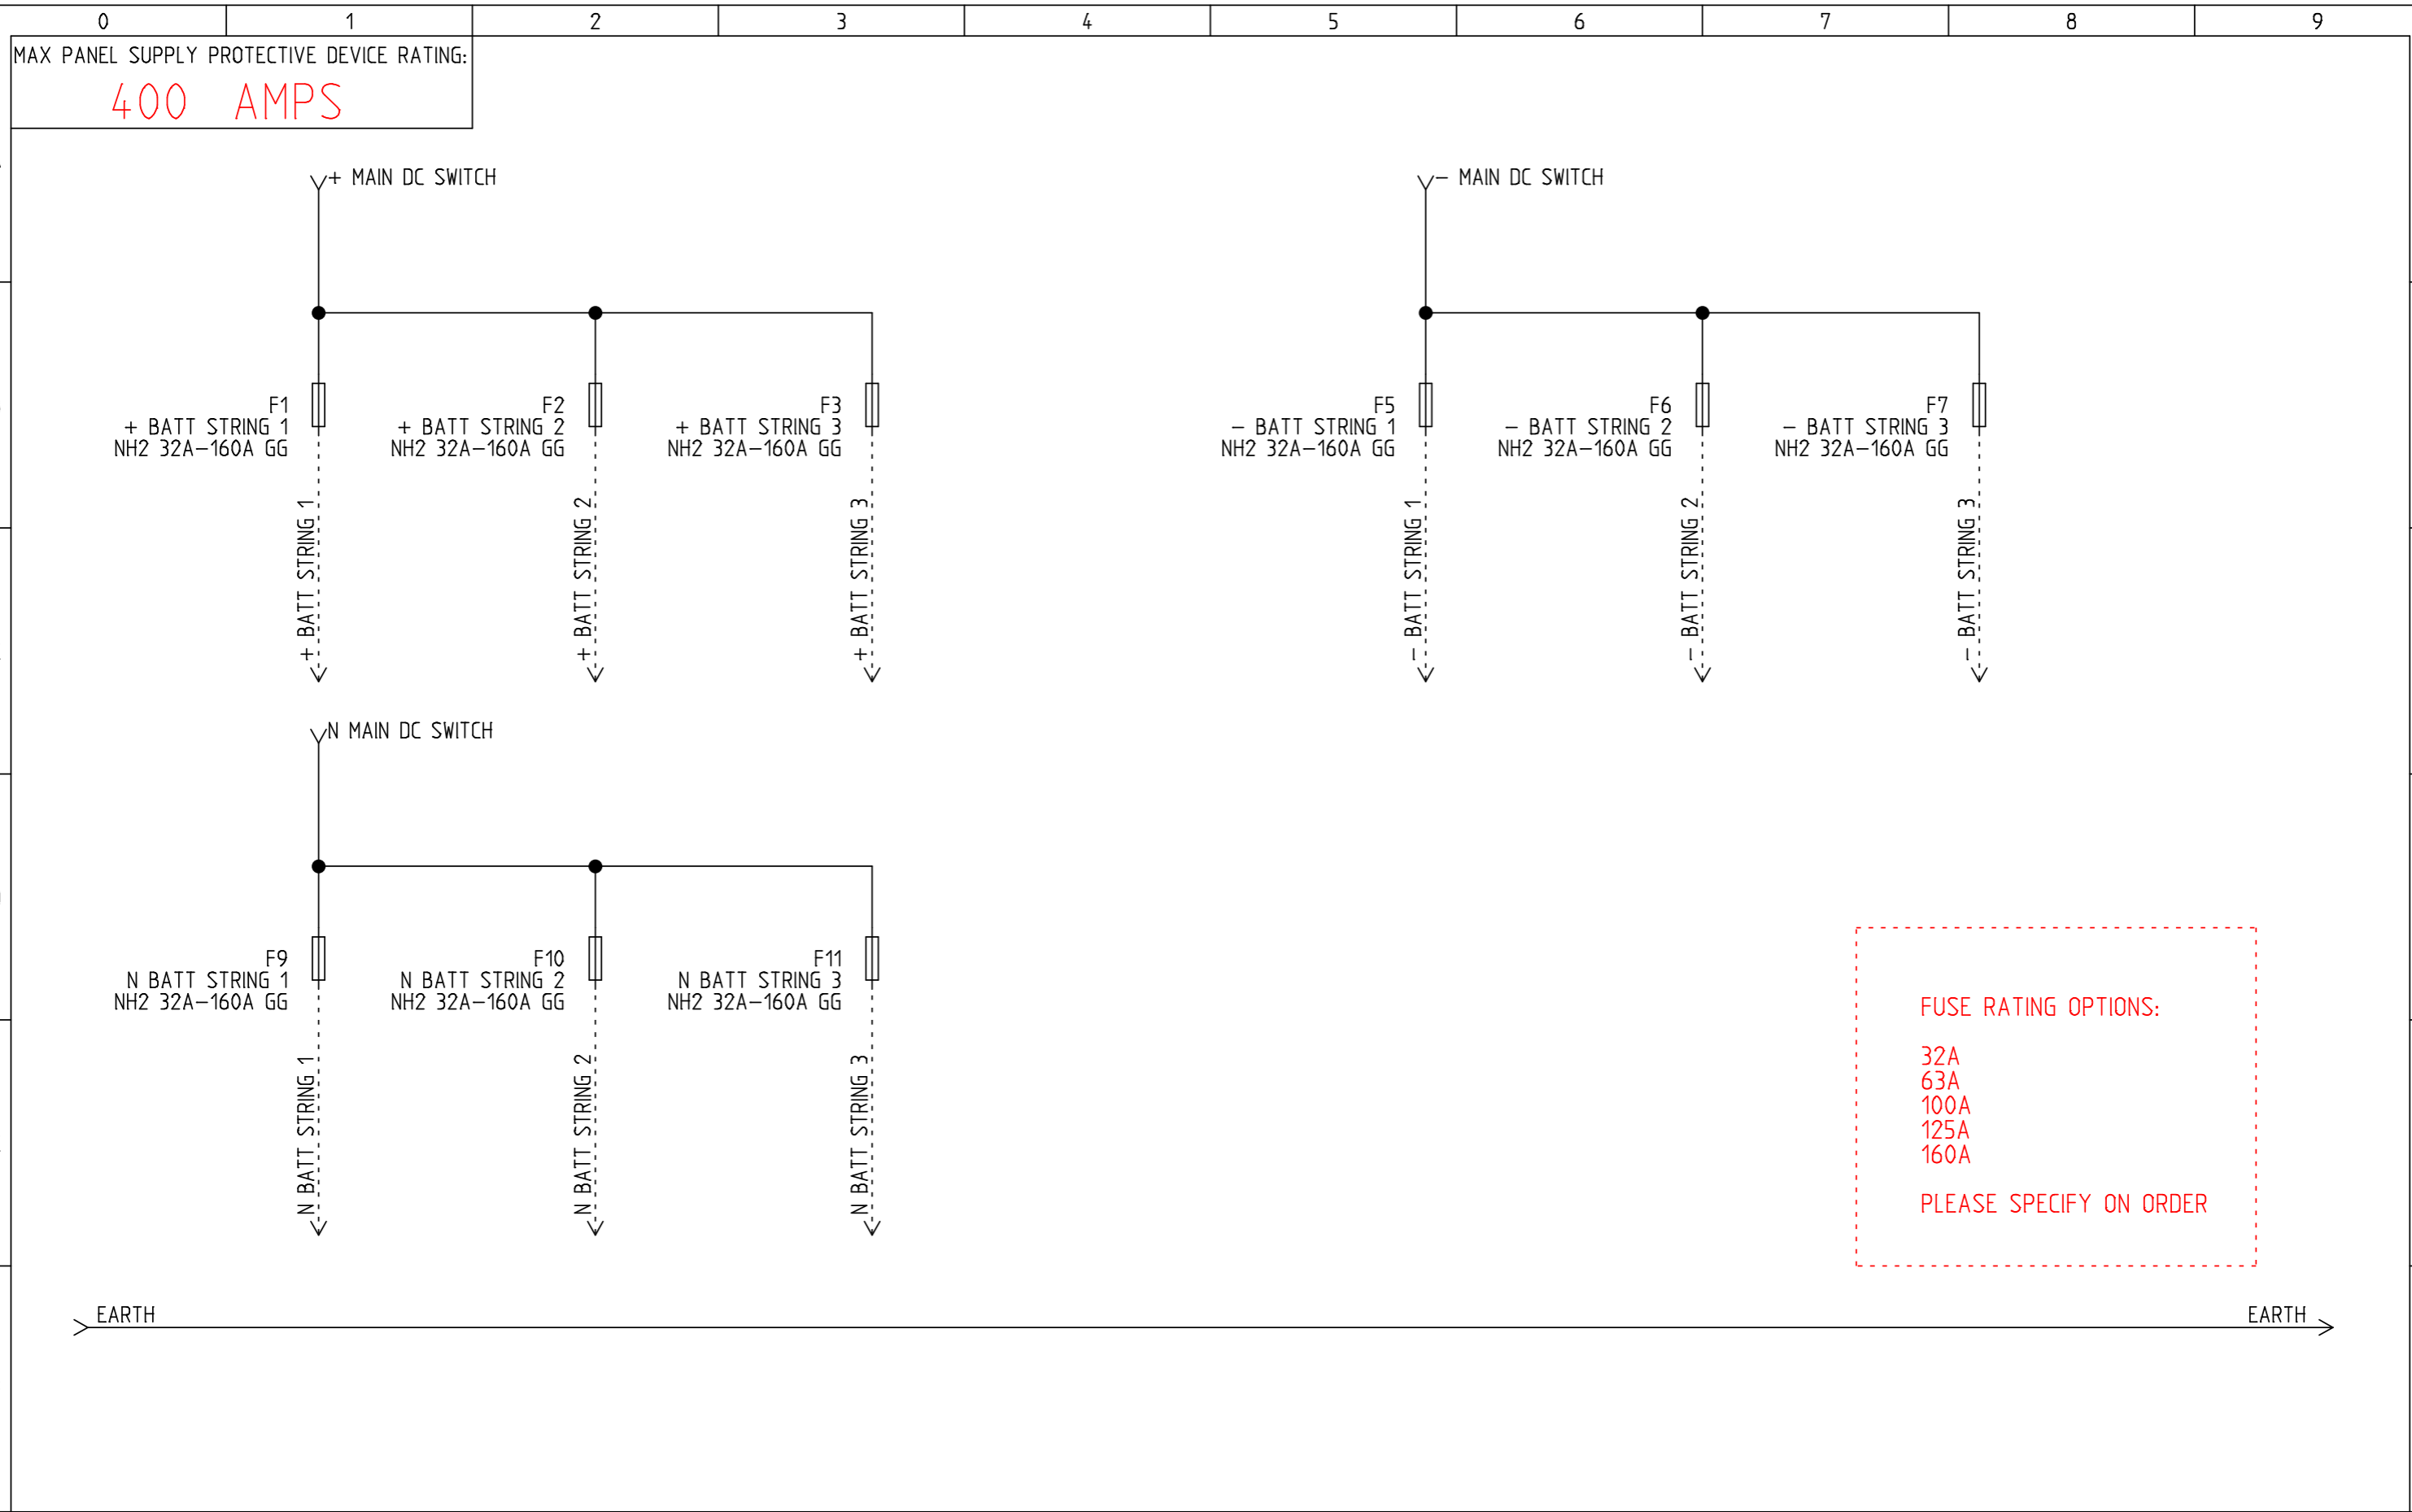 0 1 2 3 4 5 6 7 8 9
MAX PANEL SUPPLY PROTECTIVE DEVICE RATING:
400 AMPS
+ MAIN DC SWITCH
- MAIN DC SWITCH
F1
+ BATT STRING 1
NH2 32A-160A GG
F2
+ BATT STRING 2
NH2 32A-160A GG
F3
+ BATT STRING 3
NH2 32A-160A GG
F5
- BATT STRING 1
NH2 32A-160A GG
F6
- BATT STRING 2
NH2 32A-160A GG
F7
- BATT STRING 3
NH2 32A-160A GG
+ BATT STRING 1
+ BATT STRING 2
+ BATT STRING 3
- BATT STRING 1
- BATT STRING 2
- BATT STRING 3
N MAIN DC SWITCH
F9
N BATT STRING 1
NH2 32A-160A GG
F10
N BATT STRING 2
NH2 32A-160A GG
F11
N BATT STRING 3
NH2 32A-160A GG
N BATT STRING 1
N BATT STRING 2
N BATT STRING 3
FUSE RATING OPTIONS:
32A
63A
100A
125A
160A
PLEASE SPECIFY ON ORDER
EARTH
EARTH